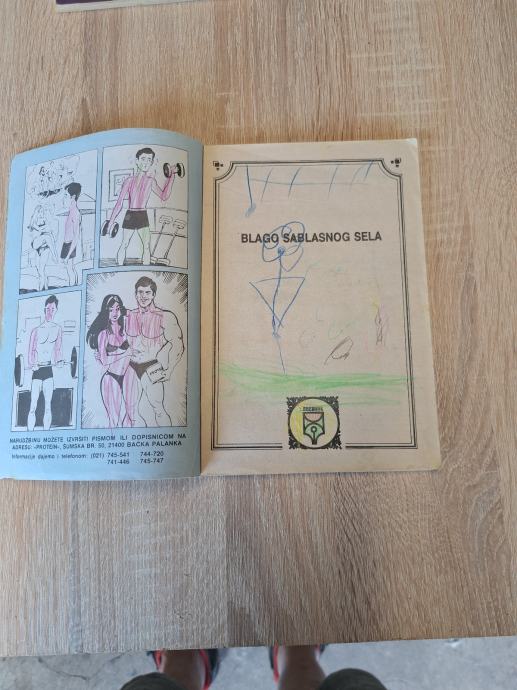 NARUDŽBINU MOŽETE IZVRŠITI PISMOM ILI DOPISNICOM NA
ADRESU: »PROTEIN«, ŠUMSKA BR. 50, 21400 BAČKA PALANKA
Informacije dajemo i telefonom: (021) 745-541 744-720
741-446 745-747
BLAGO SABLASNOG SELA